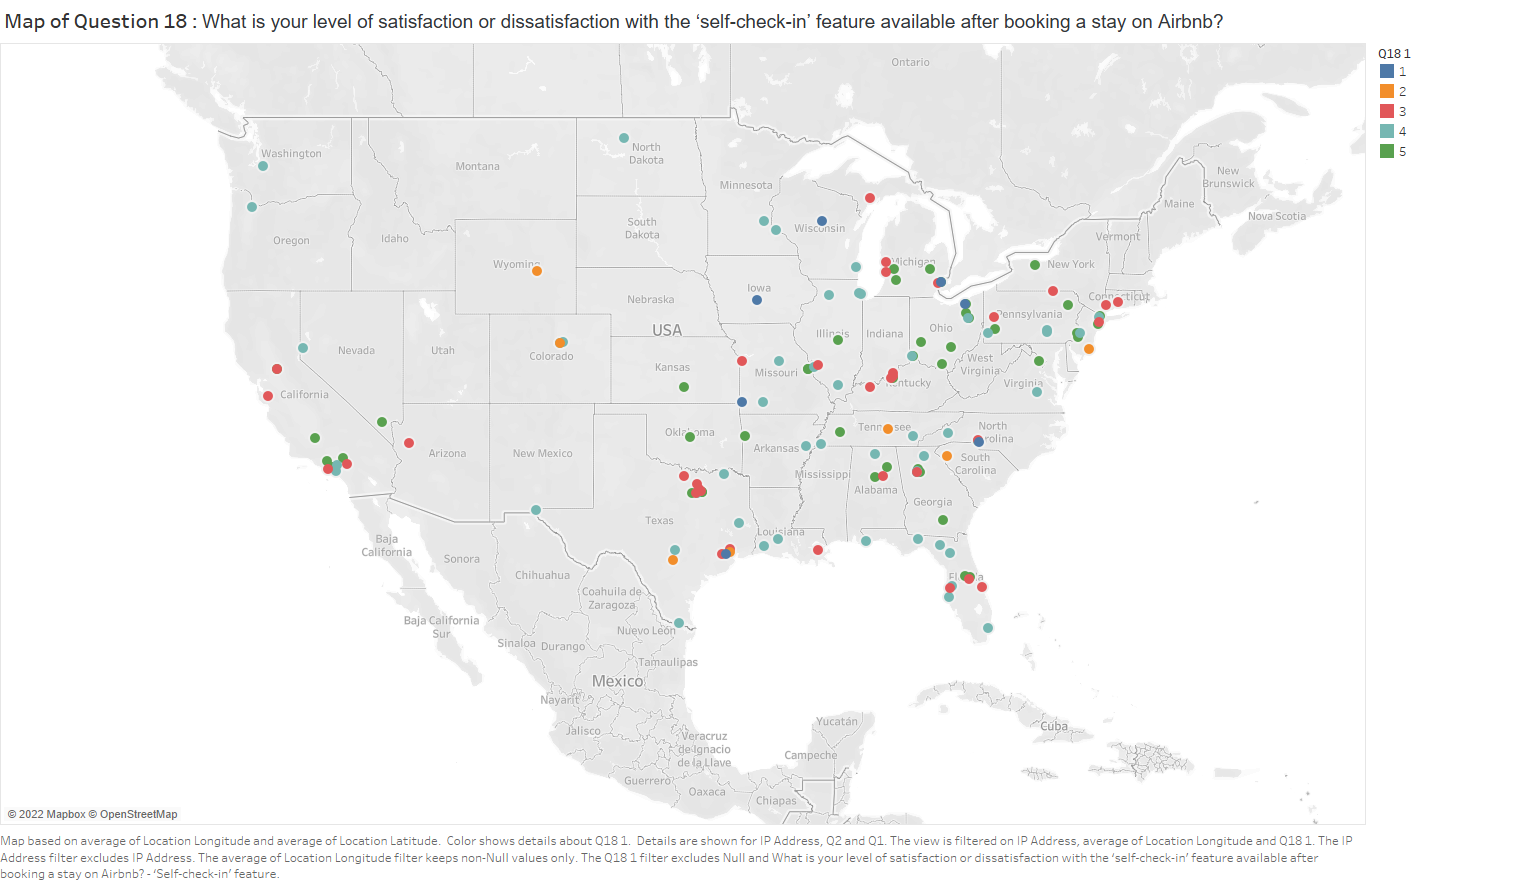 Map of Question 18 : What is your level of satisfaction or dissatisfaction with the ‘self-check-in’ feature available after booking a stay on Airbnb?
Q18 1
1
2
3
4
5
Ontario
Washington
Montana
North
Dakota
Minnesota
New
Brunswick
Maine
Nova Scotia
Oregon
Idaho
South
Dakota
Wisconsin
Vermont
Wyoming
Michigan
New York
Iowa
Nebraska
Connecticut
USA
Pennsylvania
Nevada
Utah
Colorado
Illinois
Indiana
Ohio
West
Virginia
Kansas
Missouri
Kentucky
Virginia
California
Oklahoma
Tennessee
North
Carolina
Arizona
New Mexico
Arkansas
South
Carolina
Mississippi
Alabama
Georgia
Texas
Louisiana
Baja
California
Sonora
Chihuahua
Florida
Coahuila de
Zaragoza
Baja California
Sur
Nuevo León
Sinaloa
Durango
Tamaulipas
Mexico
Nayarit
Yucatán
Cuba
Jalisco
Veracruz
de Ignacio
de la Llave
Campeche
Guerrero
Oaxaca
Chiapas
© 2022 Mapbox © OpenStreetMap
Map based on average of Location Longitude and average of Location Latitude.  Color shows details about Q18 1.  Details are shown for IP Address, Q2 and Q1. The view is filtered on IP Address, average of Location Longitude and Q18 1. The IP
Address filter excludes IP Address. The average of Location Longitude filter keeps non-Null values only. The Q18 1 filter excludes Null and What is your level of satisfaction or dissatisfaction with the ‘self-check-in’ feature available after
booking a stay on Airbnb? - ‘Self-check-in’ feature.